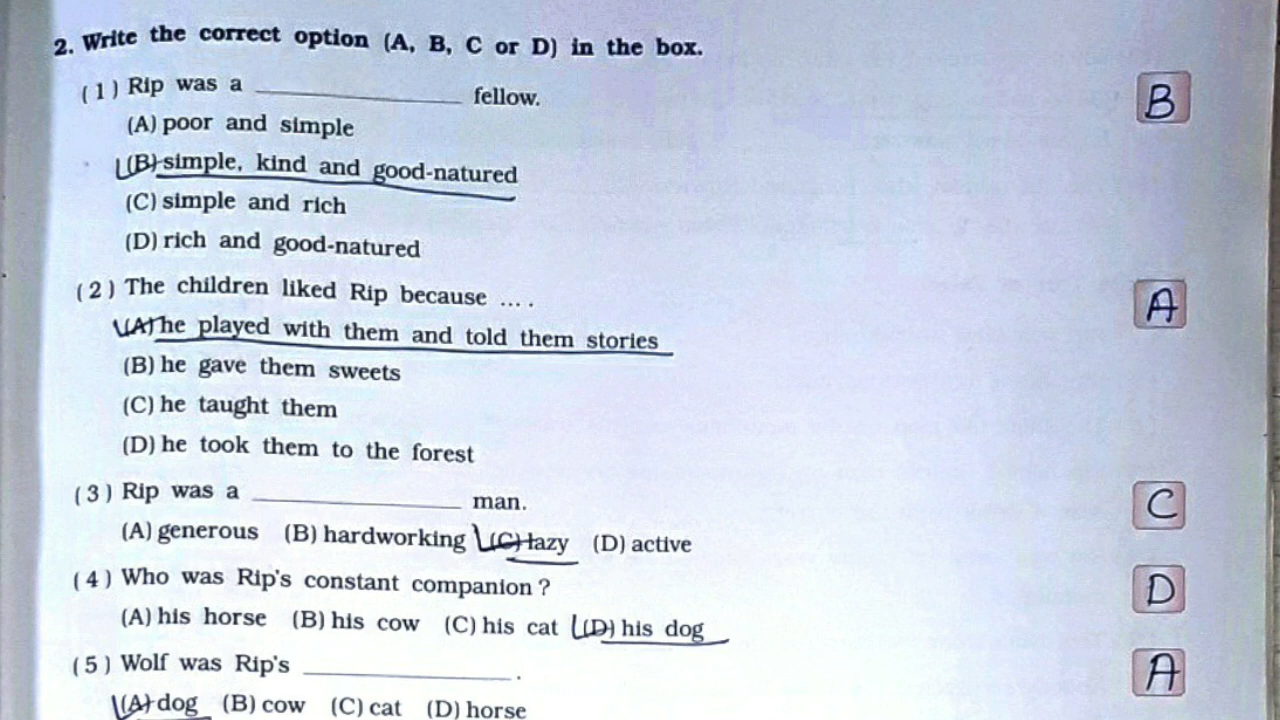 2. Write the correct option (A, B, C or D) in the box.
(1) Rip was a ____________ fellow. B
(A) poor and simple
(B) simple, kind and good-natured
(C) simple and rich
(D) rich and good-natured
(2) The children liked Rip because .... A
(A) he played with them and told them stories
(B) he gave them sweets
(C) he taught them
(D) he took them to the forest
(3) Rip was a ____________ man. C
(A) generous (B) hardworking (C) lazy (D) active
(4) Who was Rip's constant companion? D
(A) his horse (B) his cow (C) his cat (D) his dog
(5) Wolf was Rip's ____________. A
(A) dog (B) cow (C) cat (D) horse